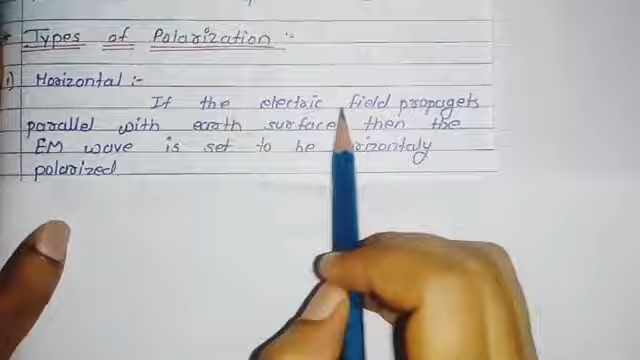 Types of Polarization :-
1) Horizontal :-
If the electric field propagets
parallel with earth surface then the
EM wave is set to be rizontaly
polarized